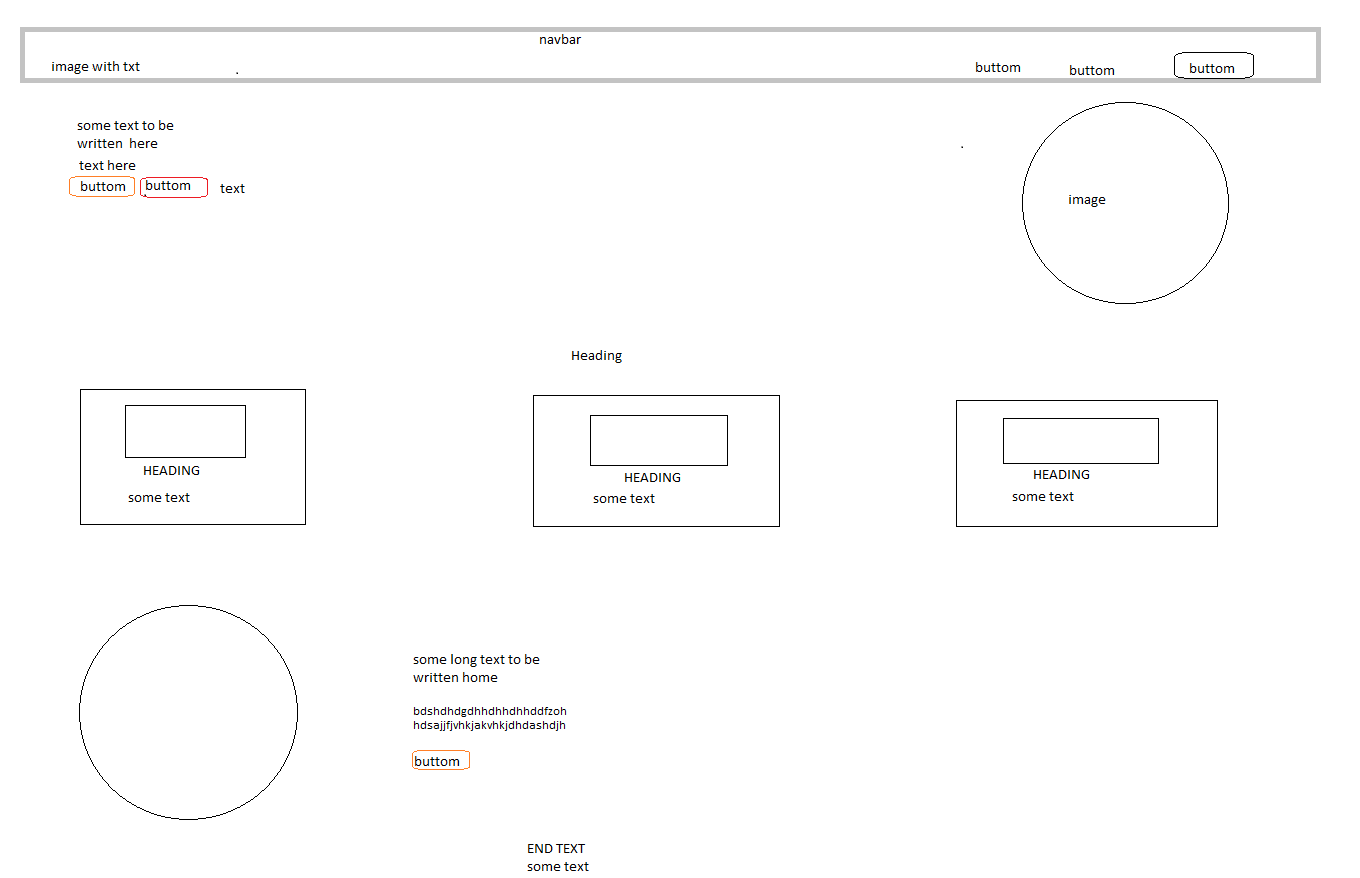 navbar
image with txt
buttom
buttom
buttom
some text to be
written  here
text here
buttom
buttom
text
image
Heading
HEADING
some text
HEADING
some text
HEADING
some text
some long text to be
written home
bdshdhdgdhhdhhdhhddfzoh
hdsajjfjvhkjakvhkjdhdashdjh
buttom
END TEXT
some text